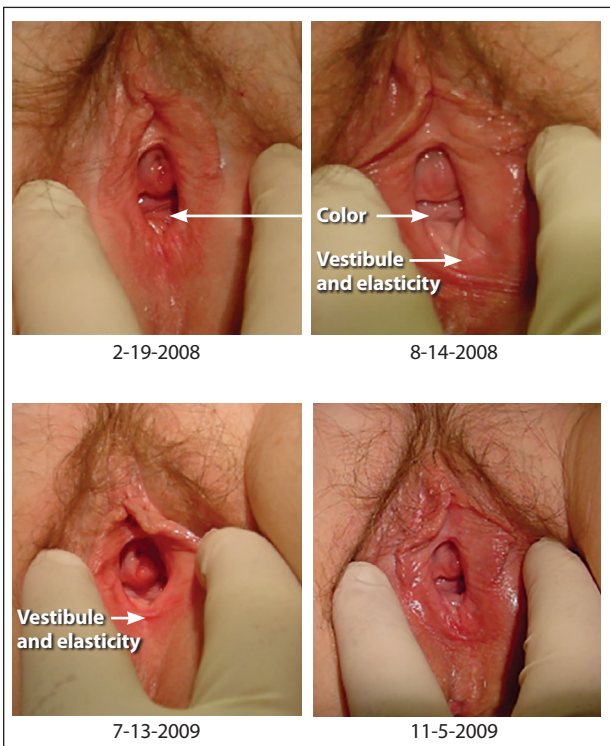 Color
Vestibule
and elasticity
2-19-2008
8-14-2008
Vestibule
and elasticity
7-13-2009
11-5-2009